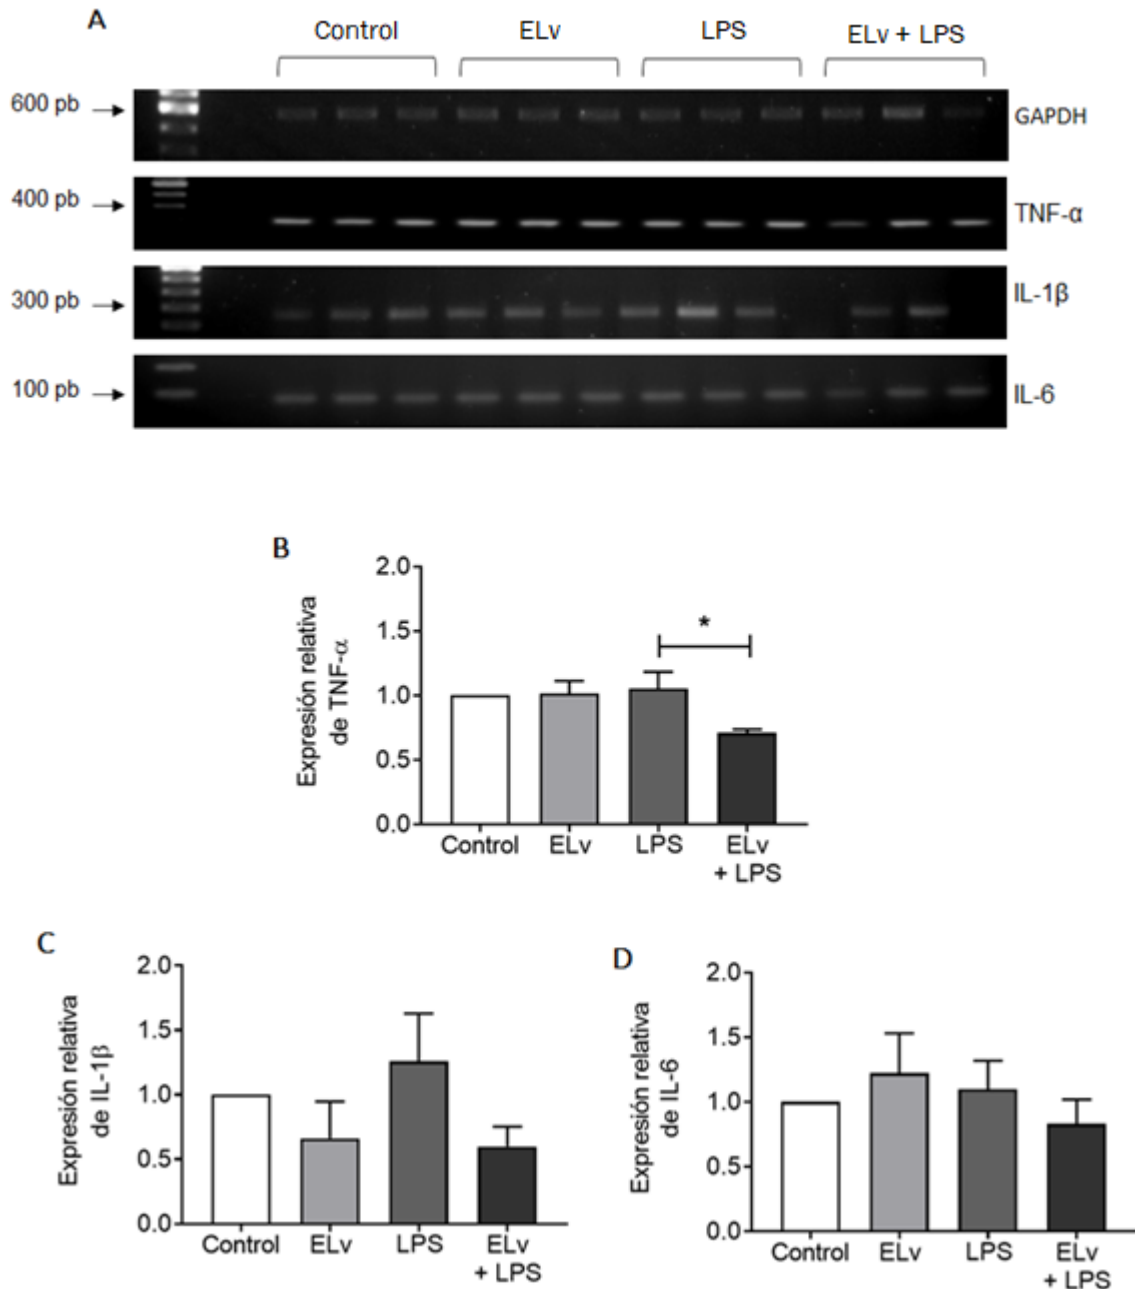 A
Control ELv LPS ELv + LPS
600 pb GAPDH
400 pb TNF-α
300 pb IL-1β
100 pb IL-6
B
Expresión relativa
de TNF-α
2.0
1.5
1.0
0.5
0.0
*
Control ELv LPS ELv
+ LPS
C
Expresión relativa
de IL-1β
2.0
1.5
1.0
0.5
0.0
Control ELv LPS ELv
+ LPS
D
Expresión relativa
de IL-6
2.0
1.5
1.0
0.5
0.0
Control ELv LPS ELv
+ LPS